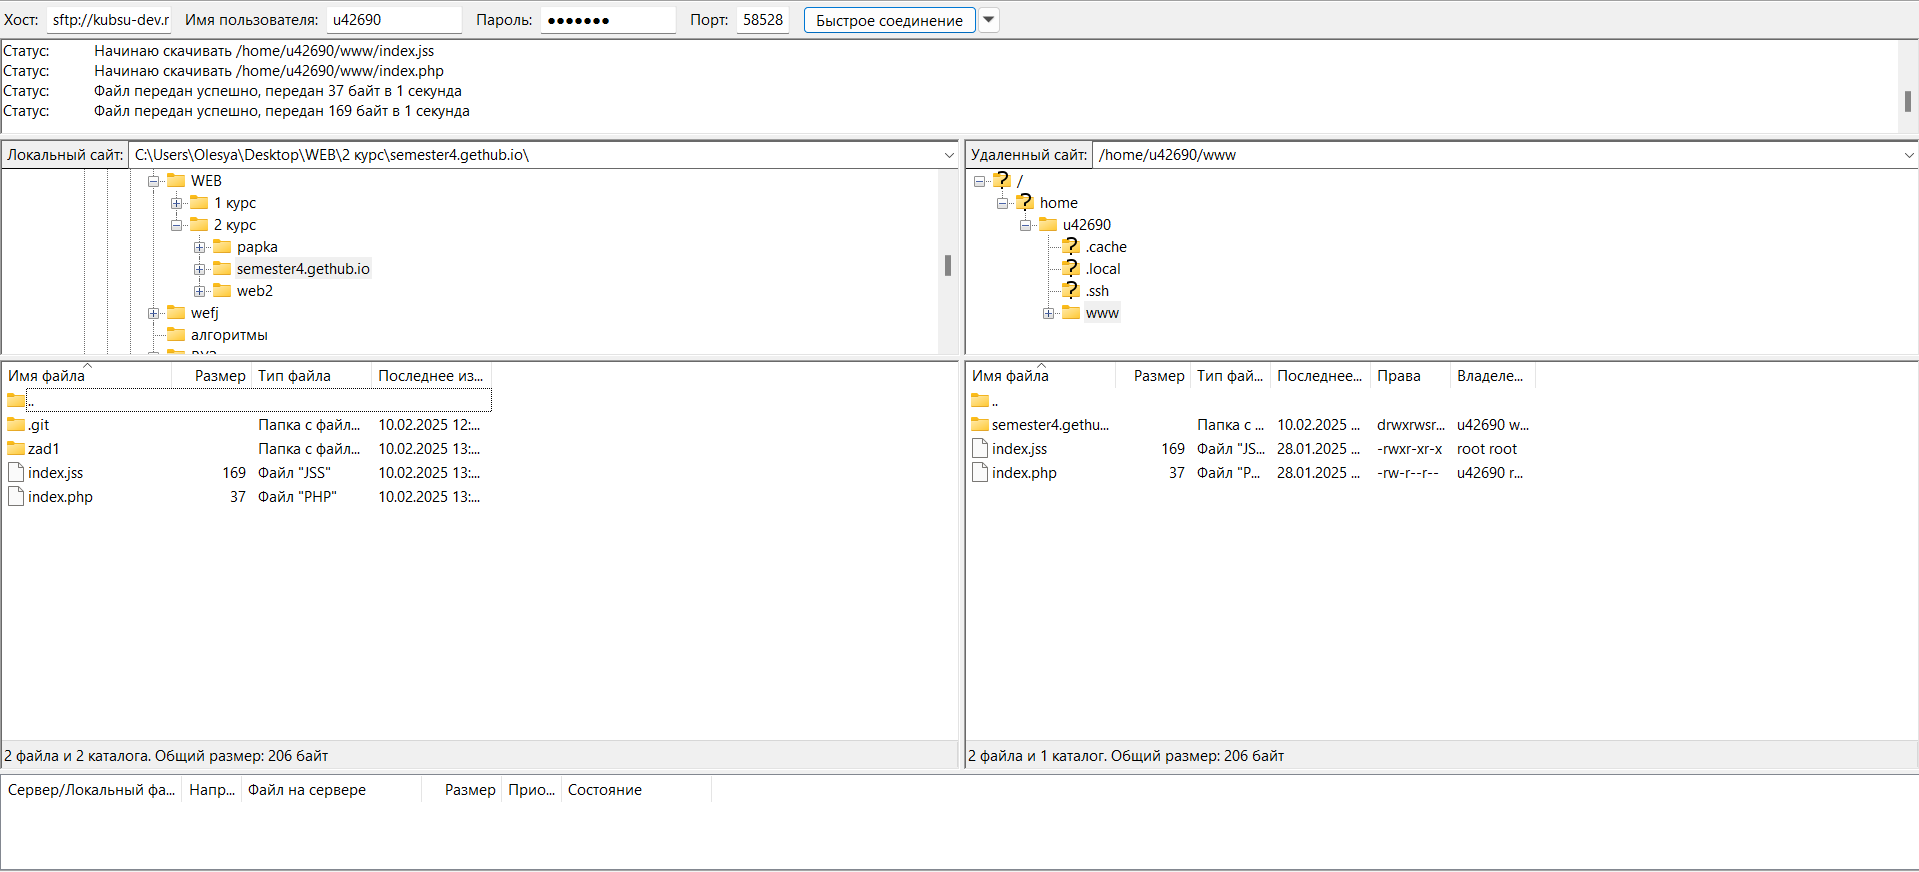 Хост: sftp://kubsu-dev.r Имя пользователя: u42690 Пароль: ●●●●●●● Порт: 58528 Быстрое соединение
Статус: Начинаю скачивать /home/u42690/www/index.jss
Статус: Начинаю скачивать /home/u42690/www/index.php
Статус: Файл передан успешно, передан 37 байт в 1 секунда
Статус: Файл передан успешно, передан 169 байт в 1 секунда
Локальный сайт: C:\Users\Olesya\Desktop\WEB\2 курс\semester4.gethub.io\
WEB
1 курс
2 курс
papka
semester4.gethub.io
web2
wefj
алгоритмы
Удаленный сайт: /home/u42690/www
/
home
u42690
.cache
.local
.ssh
www
Имя файла Размер Тип файла Последнее из...
..
.git Папка с файл... 10.02.2025 12:...
zad1 Папка с файл... 10.02.2025 13:...
index.jss 169 Файл "JSS" 10.02.2025 13:...
index.php 37 Файл "PHP" 10.02.2025 13:...
2 файла и 2 каталога. Общий размер: 206 байт
Имя файла Размер Тип фай... Последнее... Права Владеле...
..
semester4.gethu... Папка с ... 10.02.2025 ... drwxrwsr... u42690 w...
index.jss 169 Файл "JS... 28.01.2025 ... -rwxr-xr-x root root
index.php 37 Файл "P... 28.01.2025 ... -rw-r--r-- u42690 r...
2 файла и 1 каталог. Общий размер: 206 байт
Сервер/Локальный фа... Напр... Файл на сервере Размер Прио... Состояние